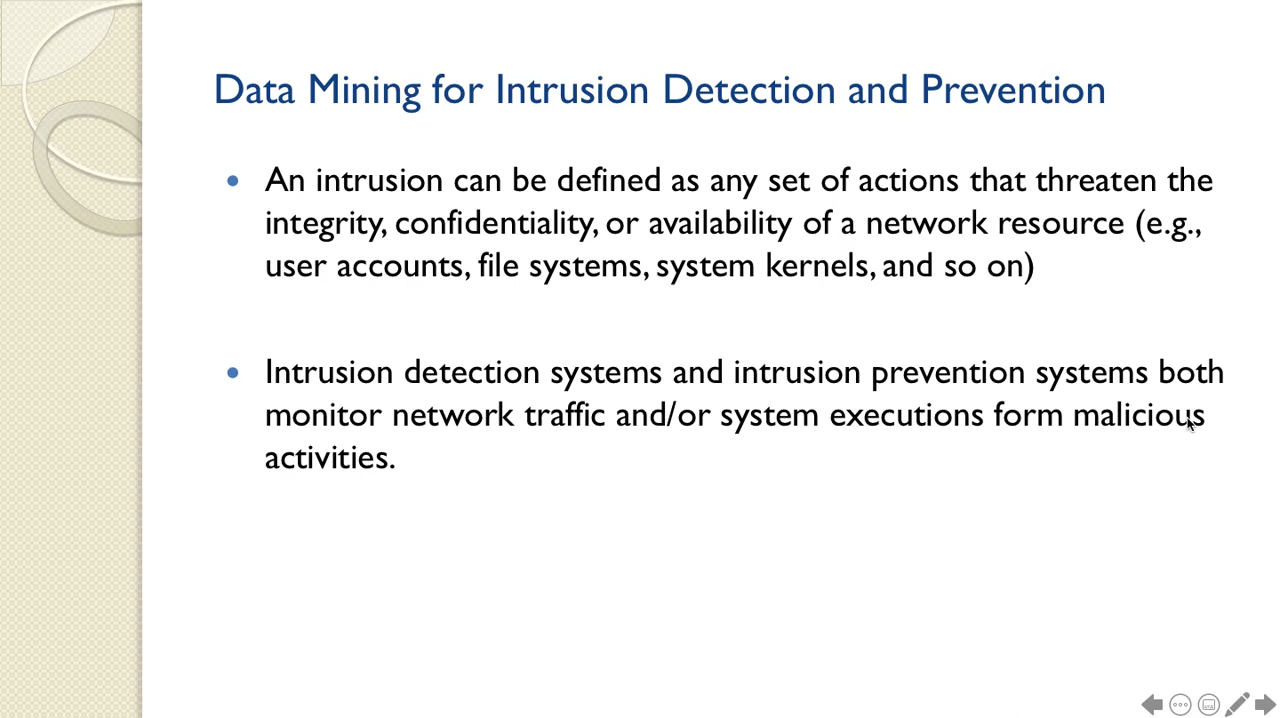 Data Mining for Intrusion Detection and Prevention
• An intrusion can be defined as any set of actions that threaten the
integrity, confidentiality, or availability of a network resource (e.g.,
user accounts, file systems, system kernels, and so on)
• Intrusion detection systems and intrusion prevention systems both
monitor network traffic and/or system executions form malicious
activities.